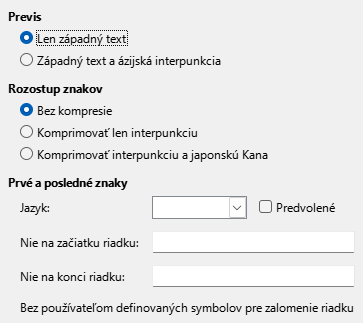 Previs
Len západný text
Západný text a ázijská interpunkcia
Rozostup znakov
Bez kompresie
Komprimovať len interpunkciu
Komprimovať interpunkciu a japonskú Kana
Prvé a posledné znaky
Jazyk:
Predvolené
Nie na začiatku riadku:
Nie na konci riadku:
Bez používateľom definovaných symbolov pre zalomenie riadku